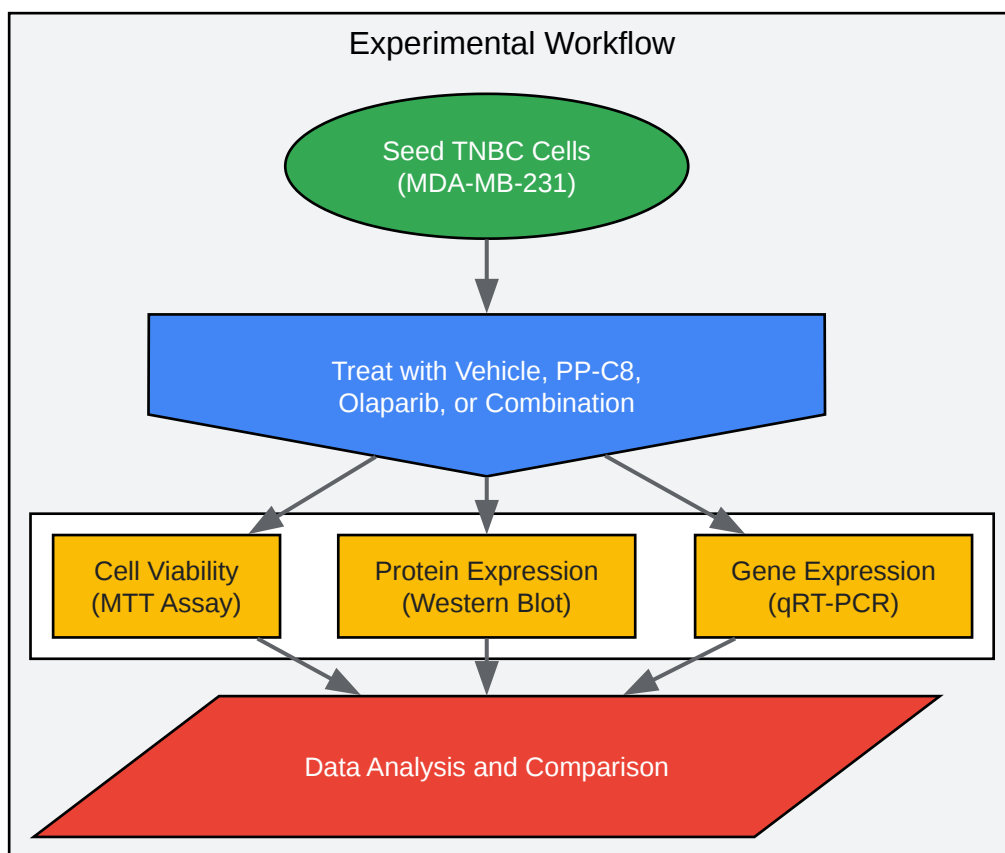 Experimental Workflow
Seed TNBC Cells
(MDA-MB-231)
Treat with Vehicle, PP-C8,
Olaparib, or Combination
Cell Viability
(MTT Assay)
Protein Expression
(Western Blot)
Gene Expression
(qRT-PCR)
Data Analysis and Comparison